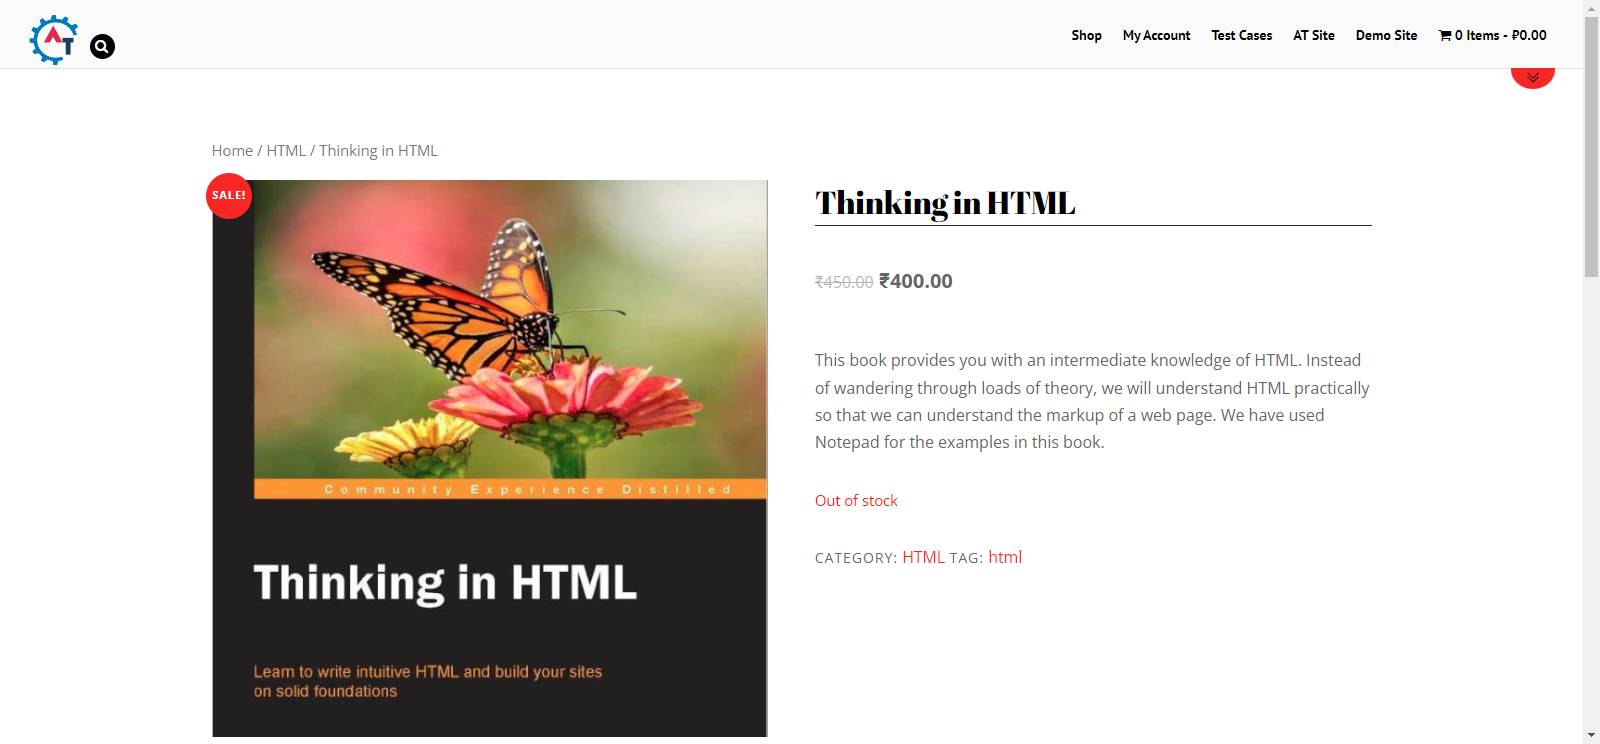 AT
Shop My Account Test Cases AT Site Demo Site 0 Items - ₽0.00
Home / HTML / Thinking in HTML
SALE!
Community Experience Distilled
Thinking in HTML
Learn to write intuitive HTML and build your sites
on solid foundations
Thinking in HTML
₹450.00 ₹400.00
This book provides you with an intermediate knowledge of HTML. Instead
of wandering through loads of theory, we will understand HTML practically
so that we can understand the markup of a web page. We have used
Notepad for the examples in this book.
Out of stock
CATEGORY: HTML TAG: html